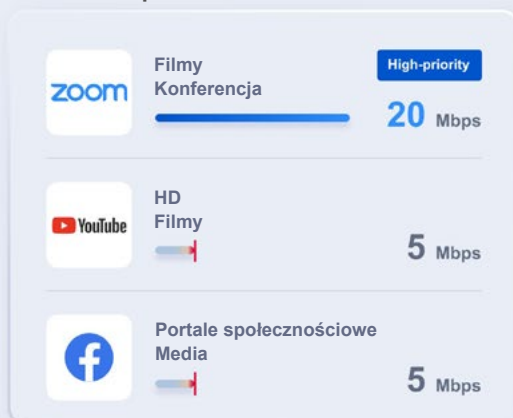 zoom
Filmy
Konferencja
High-priority
20 Mbps
YouTube
HD
Filmy
5 Mbps
f
Portale społecznościowe
Media
5 Mbps